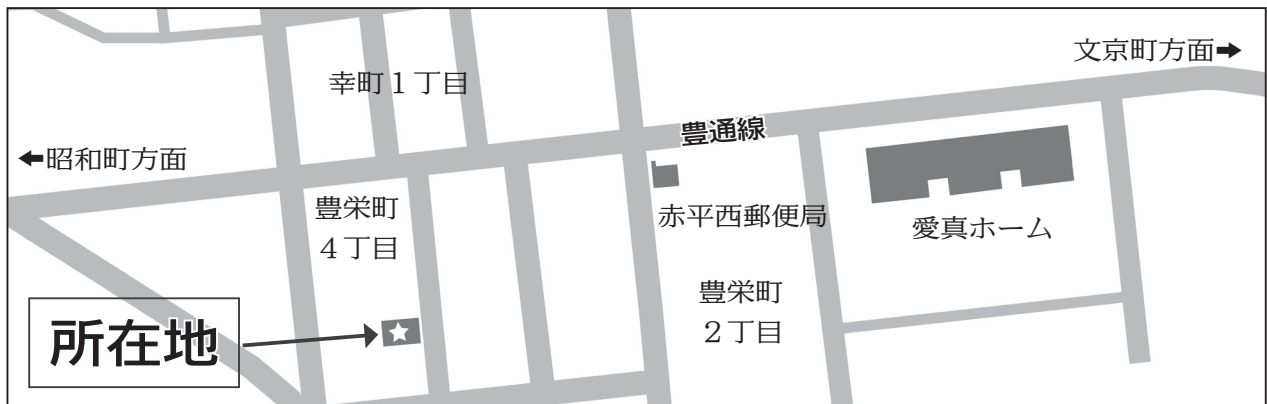 文京町方面➡
幸町１丁目
豊通線
⬅昭和町方面
豊栄町
４丁目
赤平西郵便局
愛真ホーム
豊栄町
２丁目
所在地